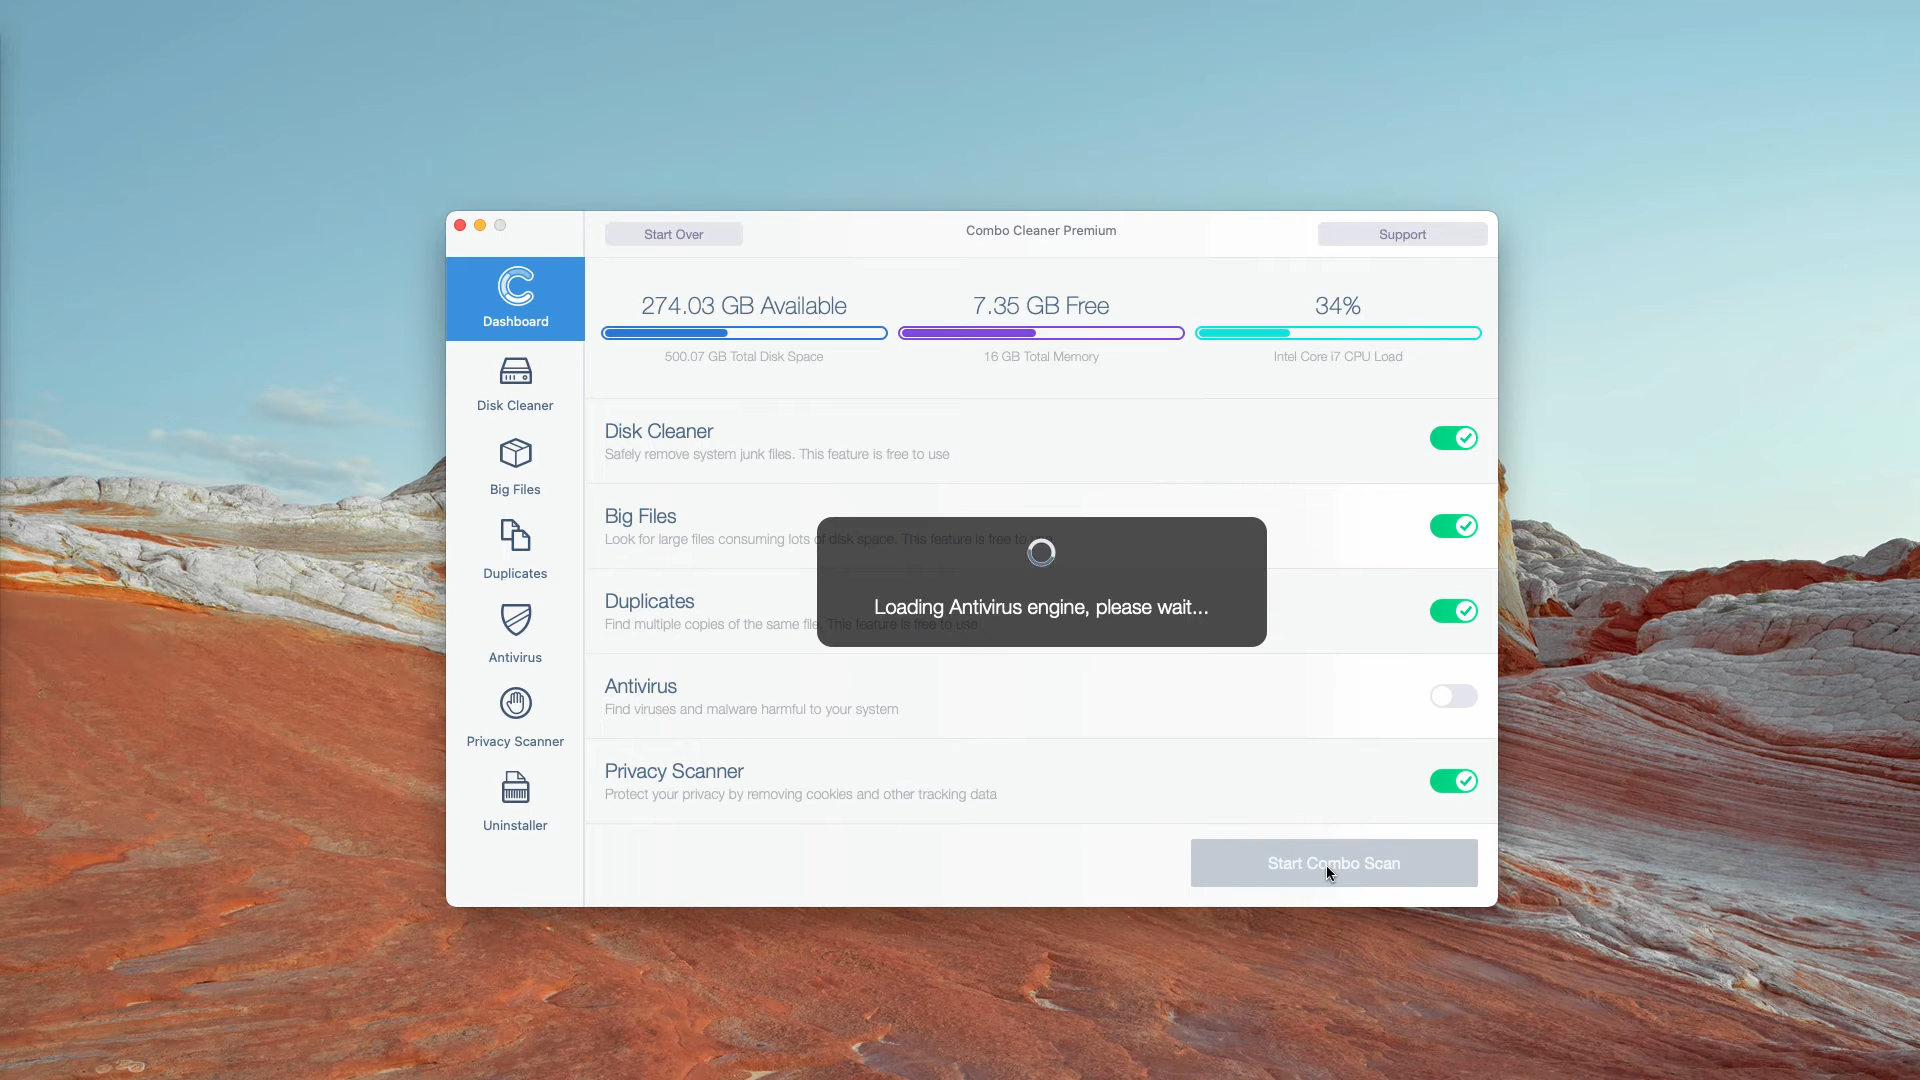 Start Over
Combo Cleaner Premium
Support
Dashboard
Disk Cleaner
Big Files
Duplicates
Antivirus
Privacy Scanner
Uninstaller
274.03 GB Available
500.07 GB Total Disk Space
7.35 GB Free
16 GB Total Memory
34%
Intel Core i7 CPU Load
Disk Cleaner
Safely remove system junk files. This feature is free to use
Big Files
Look for large files consuming lots of disk space. This feature is free to
Loading Antivirus engine, please wait...
Duplicates
Find multiple copies of the same file. This feature is free to use
Antivirus
Find viruses and malware harmful to your system
Privacy Scanner
Protect your privacy by removing cookies and other tracking data
Start Combo Scan